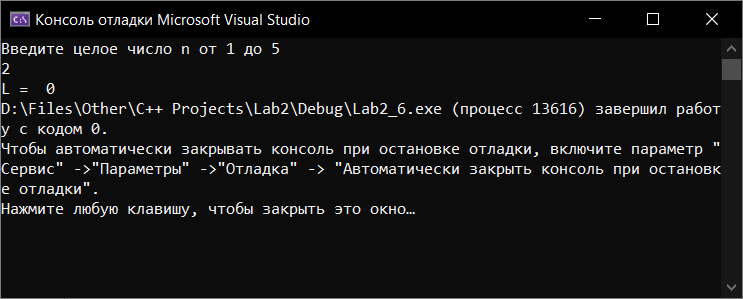 Консоль отладки Microsoft Visual Studio
Введите целое число n от 1 до 5
2
L =  0
D:\Files\Other\C++ Projects\Lab2\Debug\Lab2_6.exe (процесс 13616) завершил работ
у с кодом 0.
Чтобы автоматически закрывать консоль при остановке отладки, включите параметр "
Сервис" ->"Параметры" ->"Отладка" -> "Автоматически закрыть консоль при остановк
е отладки".
Нажмите любую клавишу, чтобы закрыть это окно…